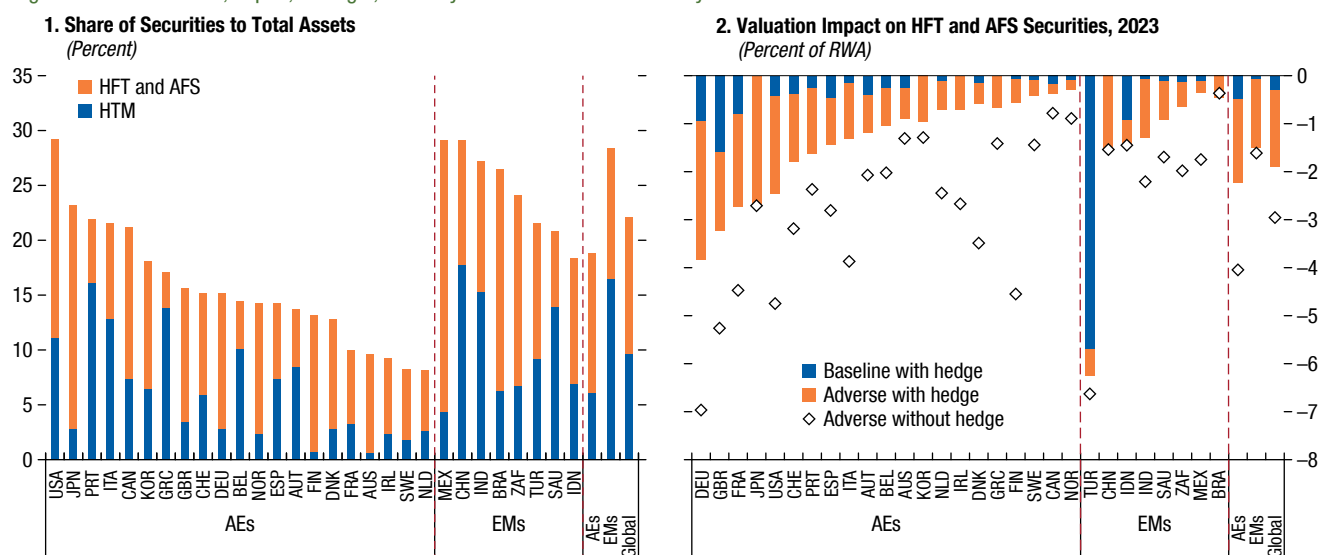 1. Share of Securities to Total Assets
(Percent)
35
30
25
20
15
10
5
0
HFT and AFS
HTM
USA
JPN
PRT
ITA
CAN
KOR
GRC
GBR
CHE
DEU
BEL
NOR
ESP
AUT
FIN
DNK
FRA
AUS
IRL
SWE
NLD
MEX
CHN
IND
BRA
ZAF
TUR
SAU
IDN
AEs
EMs
Global
AEs
EMs
2. Valuation Impact on HFT and AFS Securities, 2023
(Percent of RWA)
0
–1
–2
–3
–4
–5
–6
–7
–8
Baseline with hedge
Adverse with hedge
Adverse without hedge
DEU
GBR
FRA
JPN
USA
CHE
PRT
ESP
ITA
AUT
BEL
AUS
KOR
NLD
IRL
DNK
GRC
FIN
SWE
CAN
NOR
TUR
CHN
IDN
IND
SAU
ZAF
MEX
BRA
AEs
EMs
Global
AEs
EMs